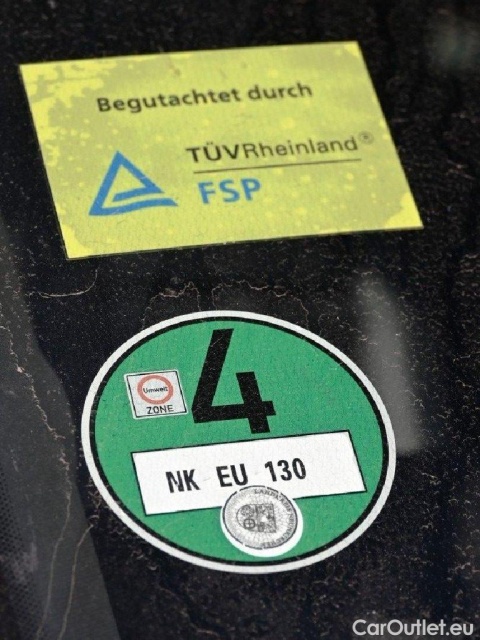 Begutachtet durch
TÜVRheinland®
FSP
4
Umwelt
ZONE
NK EU 130
CarOutlet.eu